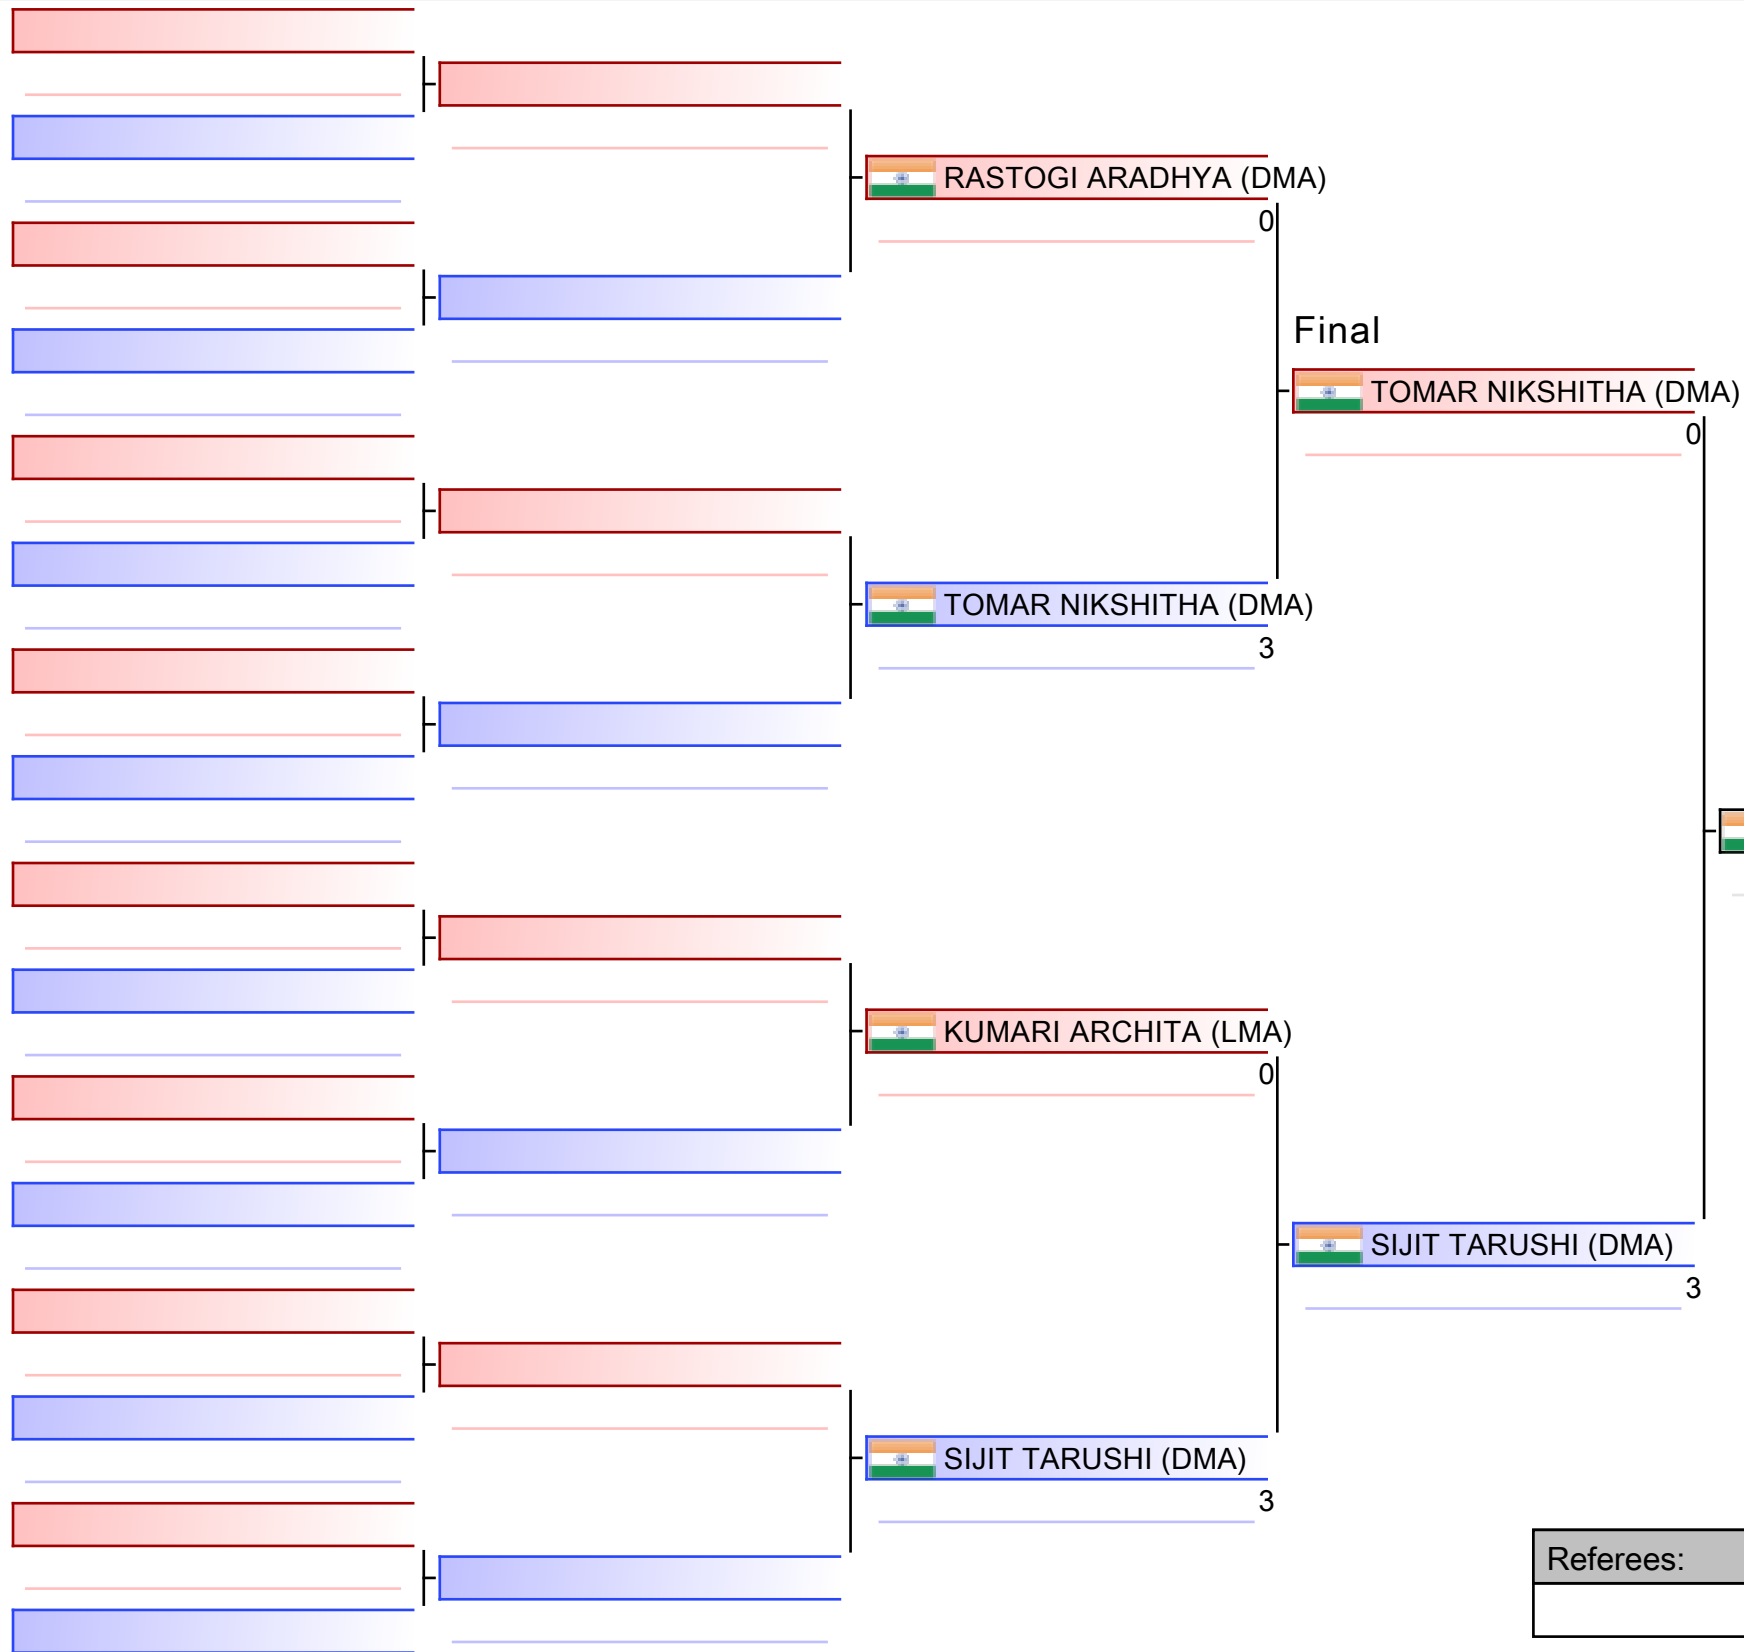 RASTOGI ARADHYA (DMA)
0
Final
TOMAR NIKSHITHA (DMA)
0
TOMAR NIKSHITHA (DMA)
3
KUMARI ARCHITA (LMA)
0
SIJIT TARUSHI (DMA)
3
SIJIT TARUSHI (DMA)
3
Referees: